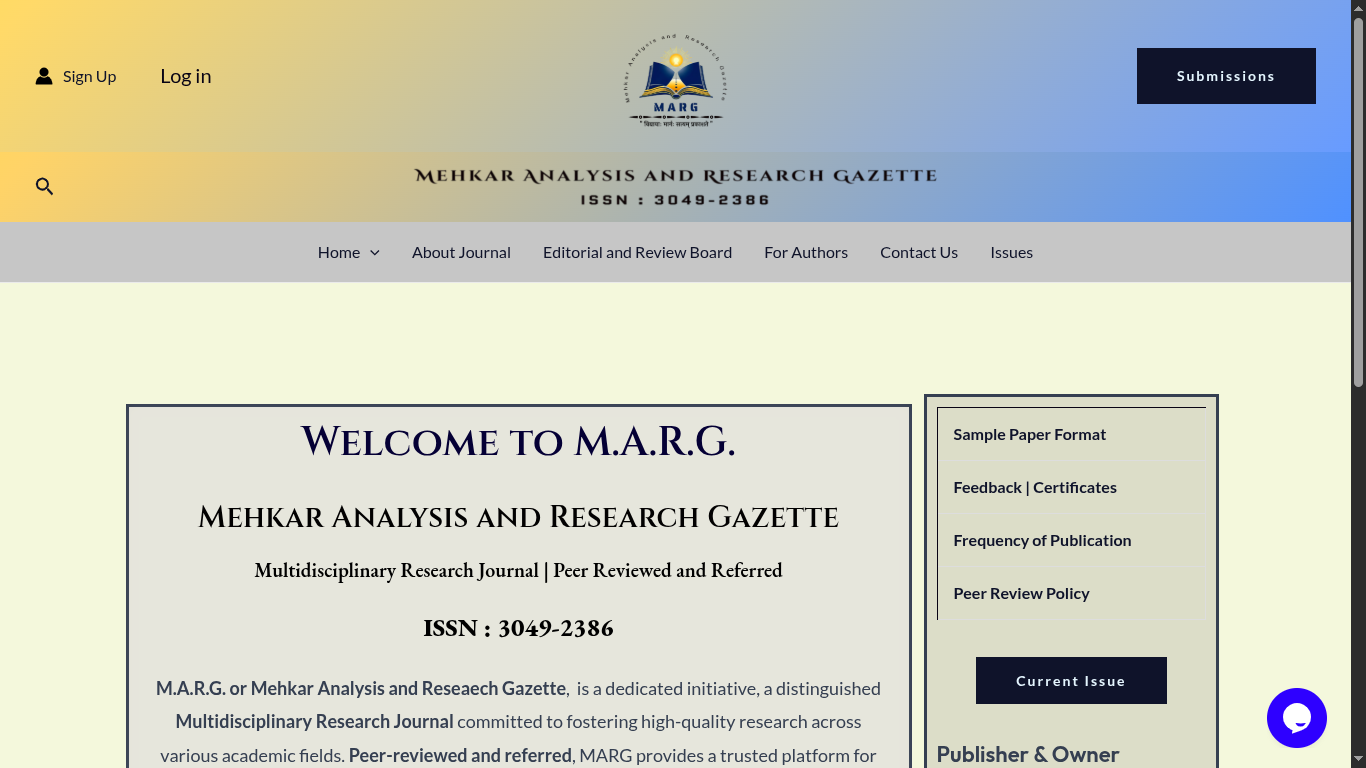 Sign Up
Log in
Mehkar Analysis and Research Gazette
MARG
Submissions
Mehkar Analysis and Research Gazette
ISSN : 3049-2386
Home
About Journal
Editorial and Review Board
For Authors
Contact Us
Issues
Welcome to M.A.R.G.
Mehkar Analysis and Research Gazette
Multidisciplinary Research Journal | Peer Reviewed and Referred
ISSN : 3049-2386
M.A.R.G. or Mehkar Analysis and Reseaech Gazette, is a dedicated initiative, a distinguished
Multidisciplinary Research Journal committed to fostering high-quality research across
various academic fields. Peer-reviewed and referred, MARG provides a trusted platform for
Sample Paper Format
Feedback | Certificates
Frequency of Publication
Peer Review Policy
Current Issue
Publisher & Owner